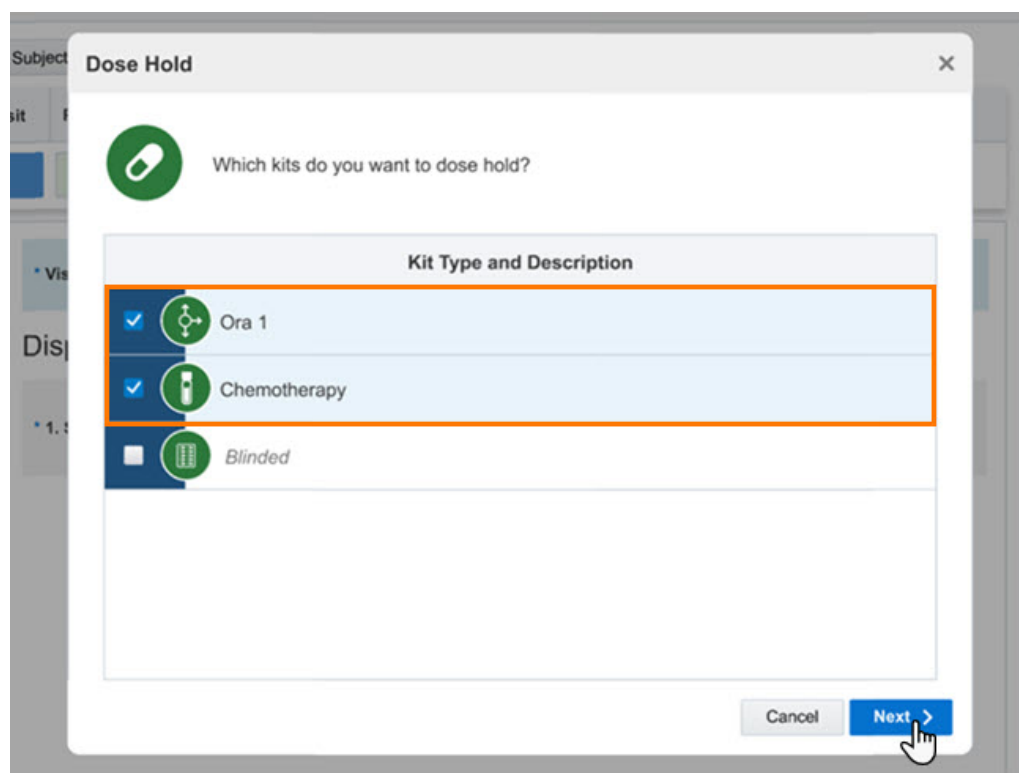 Subject
Dose Hold
sit
Which kits do you want to dose hold?
Kit Type and Description
* Vis
Ora 1
Disp
Chemotherapy
* 1. S
Blinded
Cancel
Next